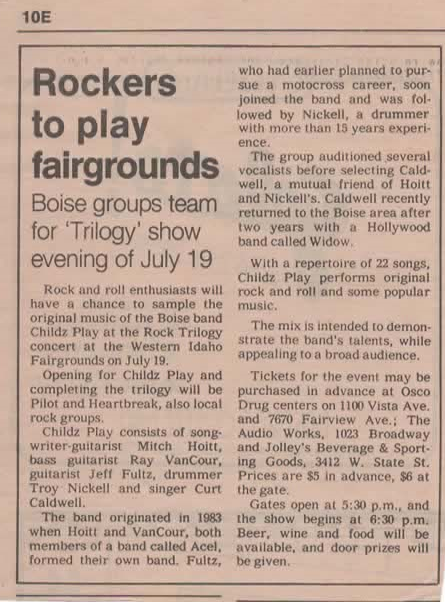 10E
Rockers
to play
fairgrounds
Boise groups team
for 'Trilogy' show
evening of July 19
Rock and roll enthusiasts will
have a chance to sample the
original music of the Boise band
Childz Play at the Rock Trilogy
concert at the Western Idaho
Fairgrounds on July 19.
Opening for Childz Play and
completing the trilogy will be
Pilot and Heartbreak, also local
rock groups.
Childz Play consists of song-
writer-guitarist Mitch Hoitt,
bass guitarist Ray VanCour,
guitarist Jeff Fultz, drummer
Troy Nickell and singer Curt
Caldwell.
The band originated in 1983
when Hoitt and VanCour, both
members of a band called Acel,
formed their own band. Fultz,
who had earlier planned to pur-
sue a motocross career, soon
joined the band and was fol-
lowed by Nickell, a drummer
with more than 15 years experi-
ence.
The group auditioned several
vocalists before selecting Cald-
well, a mutual friend of Hoitt
and Nickell's. Caldwell recently
returned to the Boise area after
two years with a Hollywood
band called Widow.
With a repertoire of 22 songs,
Childz Play performs original
rock and roll and some popular
music.
The mix is intended to demon-
strate the band's talents, while
appealing to a broad audience.
Tickets for the event may be
purchased in advance at Osco
Drug centers on 1100 Vista Ave.
and 7670 Fairview Ave.; The
Audio Works, 1023 Broadway
and Jolley's Beverage & Sport-
ing Goods, 3412 W. State St.
Prices are $5 in advance, $6 at
the gate.
Gates open at 5:30 p.m., and
the show begins at 6:30 p.m.
Beer, wine and food will be
available, and door prizes will
be given.